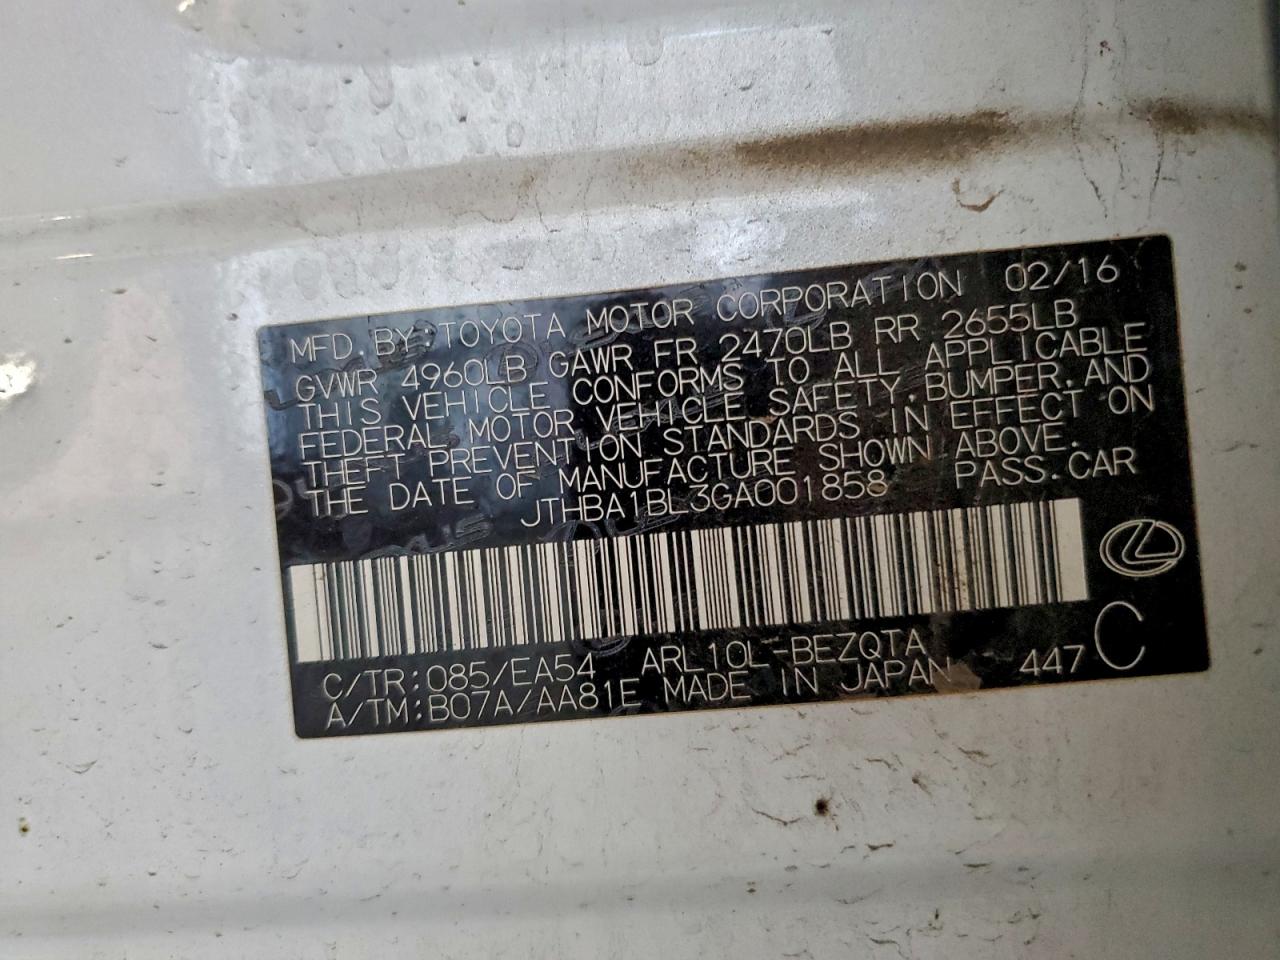 MFD. BY: TOYOTA MOTOR CORPORATION 02/16
GVWR 4960LB GAWR FR 2470LB RR 2655LB
THIS VEHICLE CONFORMS TO ALL APPLICABLE
FEDERAL MOTOR VEHICLE SAFETY, BUMPER, AND
THEFT PREVENTION STANDARDS IN EFFECT ON
THE DATE OF MANUFACTURE SHOWN ABOVE.
JTHBA1BL3GA001858 PASS.CAR
C/TR:085/EA54 ARL10L-BEZQTA
A/TM:B07A/AA81E MADE IN JAPAN 447 C